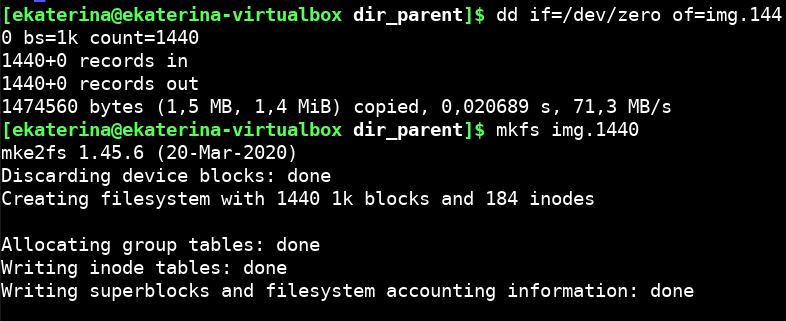 [ekaterina@ekaterina-virtualbox dir_parent]$ dd if=/dev/zero of=img.144
0 bs=1k count=1440
1440+0 records in
1440+0 records out
1474560 bytes (1,5 MB, 1,4 MiB) copied, 0,020689 s, 71,3 MB/s
[ekaterina@ekaterina-virtualbox dir_parent]$ mkfs img.1440
mke2fs 1.45.6 (20-Mar-2020)
Discarding device blocks: done
Creating filesystem with 1440 1k blocks and 184 inodes
Allocating group tables: done
Writing inode tables: done
Writing superblocks and filesystem accounting information: done